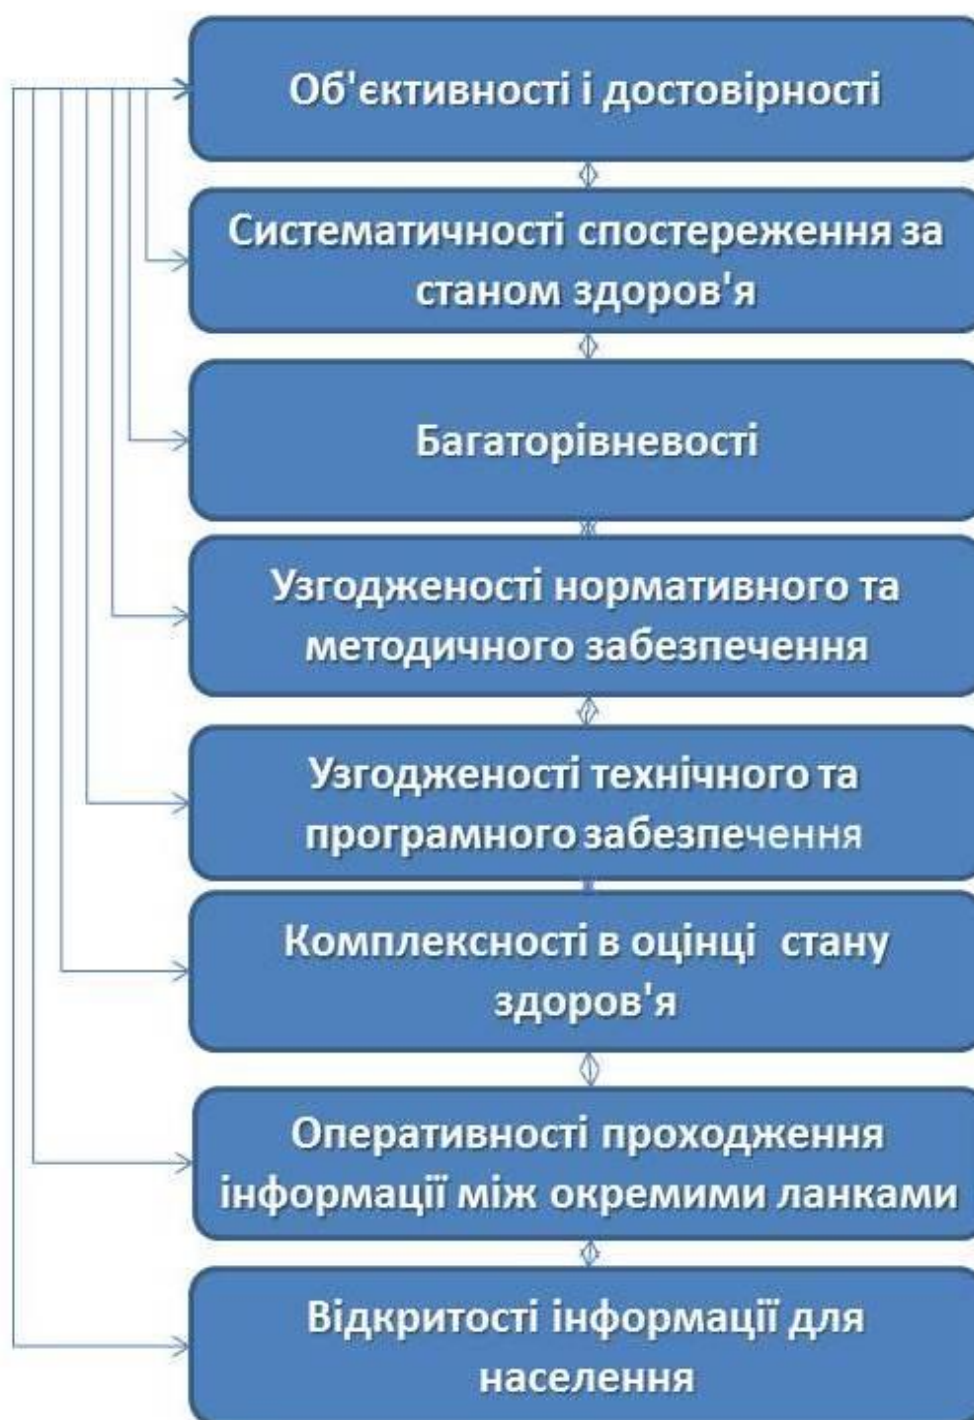 Об'єктивності і достовірності
Систематичності спостереження за
станом здоров'я
Багаторівневості
Узгодженості нормативного та
методичного забезпечення
Узгодженості технічного та
програмного забезпечення
Комплексності в оцінці стану
здоров'я
Оперативності проходження
інформації між окремими ланками
Відкритості інформації для
населення